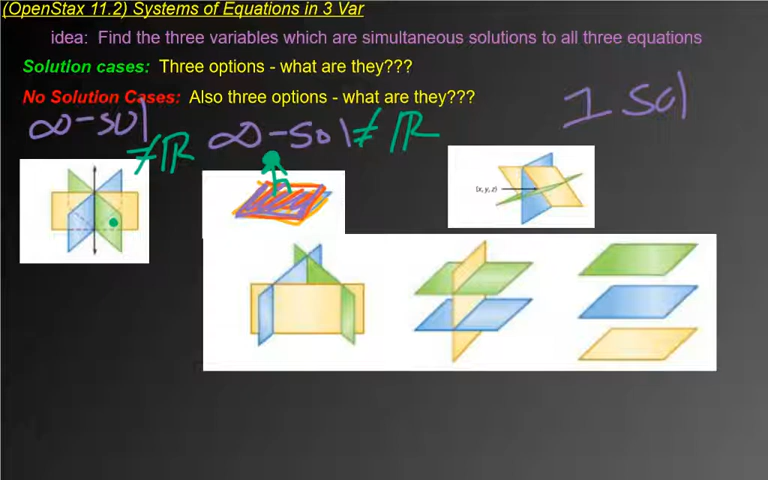 (OpenStax 11.2) Systems of Equations in 3 Var
idea: Find the three variables which are simultaneous solutions to all three equations
Solution cases: Three options - what are they???
No Solution Cases: Also three options - what are they???
∞-sol
≠ℝ
∞-sol ≠ ℝ
1 sol
(x, y, z)